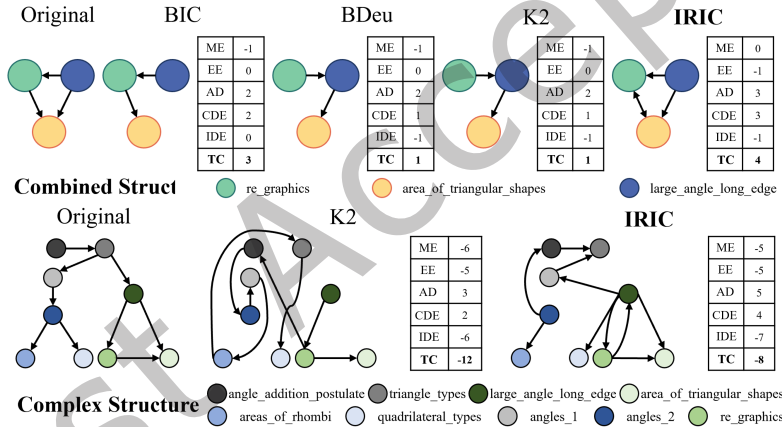 Original BIC BDeu K2 IRIC
ME -1
EE 0
AD 2
CDE 2
IDE 0
TC 3
ME -1
EE 0
AD 2
CDE 1
IDE -1
TC 1
ME -1
EE 0
AD 2
CDE 1
IDE -1
TC 1
ME 0
EE -1
AD 3
CDE 3
IDE -1
TC 4
Combined Struct
re_graphics area_of_triangular_shapes large_angle_long_edge
Original K2 IRIC
ME -6
EE -5
AD 3
CDE 2
IDE -6
TC -12
ME -5
EE -5
AD 5
CDE 4
IDE -7
TC -8
Complex Structure
angle_addition_postulate triangle_types large_angle_long_edge area_of_triangular_shapes
areas_of_rhombi quadrilateral_types angles_1 angles_2 re_graphics
st Accep